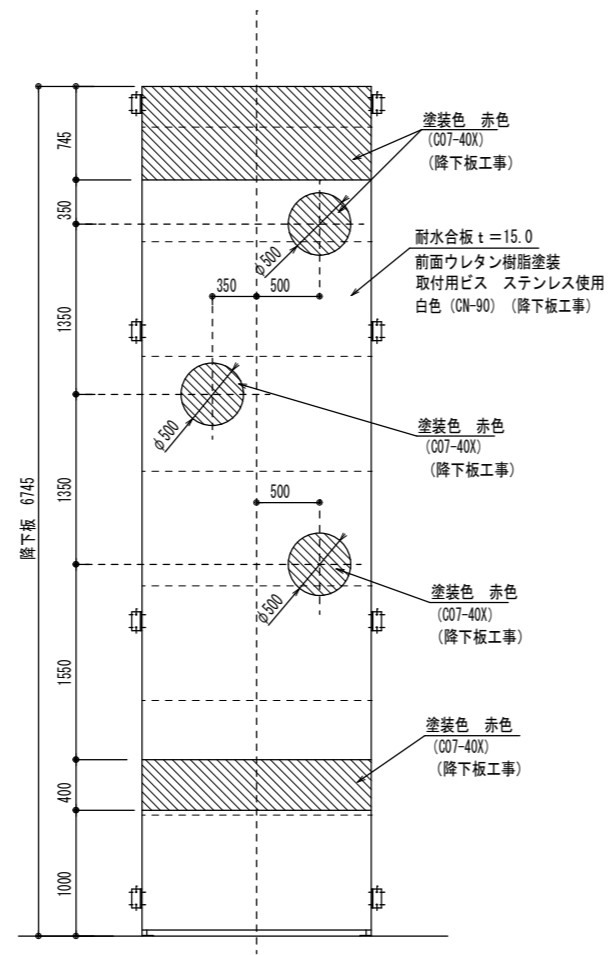 塗装色 赤色
(C07-40X)
(降下板工事)
745
350
耐水合板 t=15.0
前面ウレタン樹脂塗装
取付用ビス ステンレス使用
白色 (CN-90) (降下板工事)
φ500
350
500
1350
塗装色 赤色
(C07-40X)
(降下板工事)
φ500
降下板 6745
1350
500
塗装色 赤色
(C07-40X)
(降下板工事)
φ500
1550
塗装色 赤色
(C07-40X)
(降下板工事)
400
1000